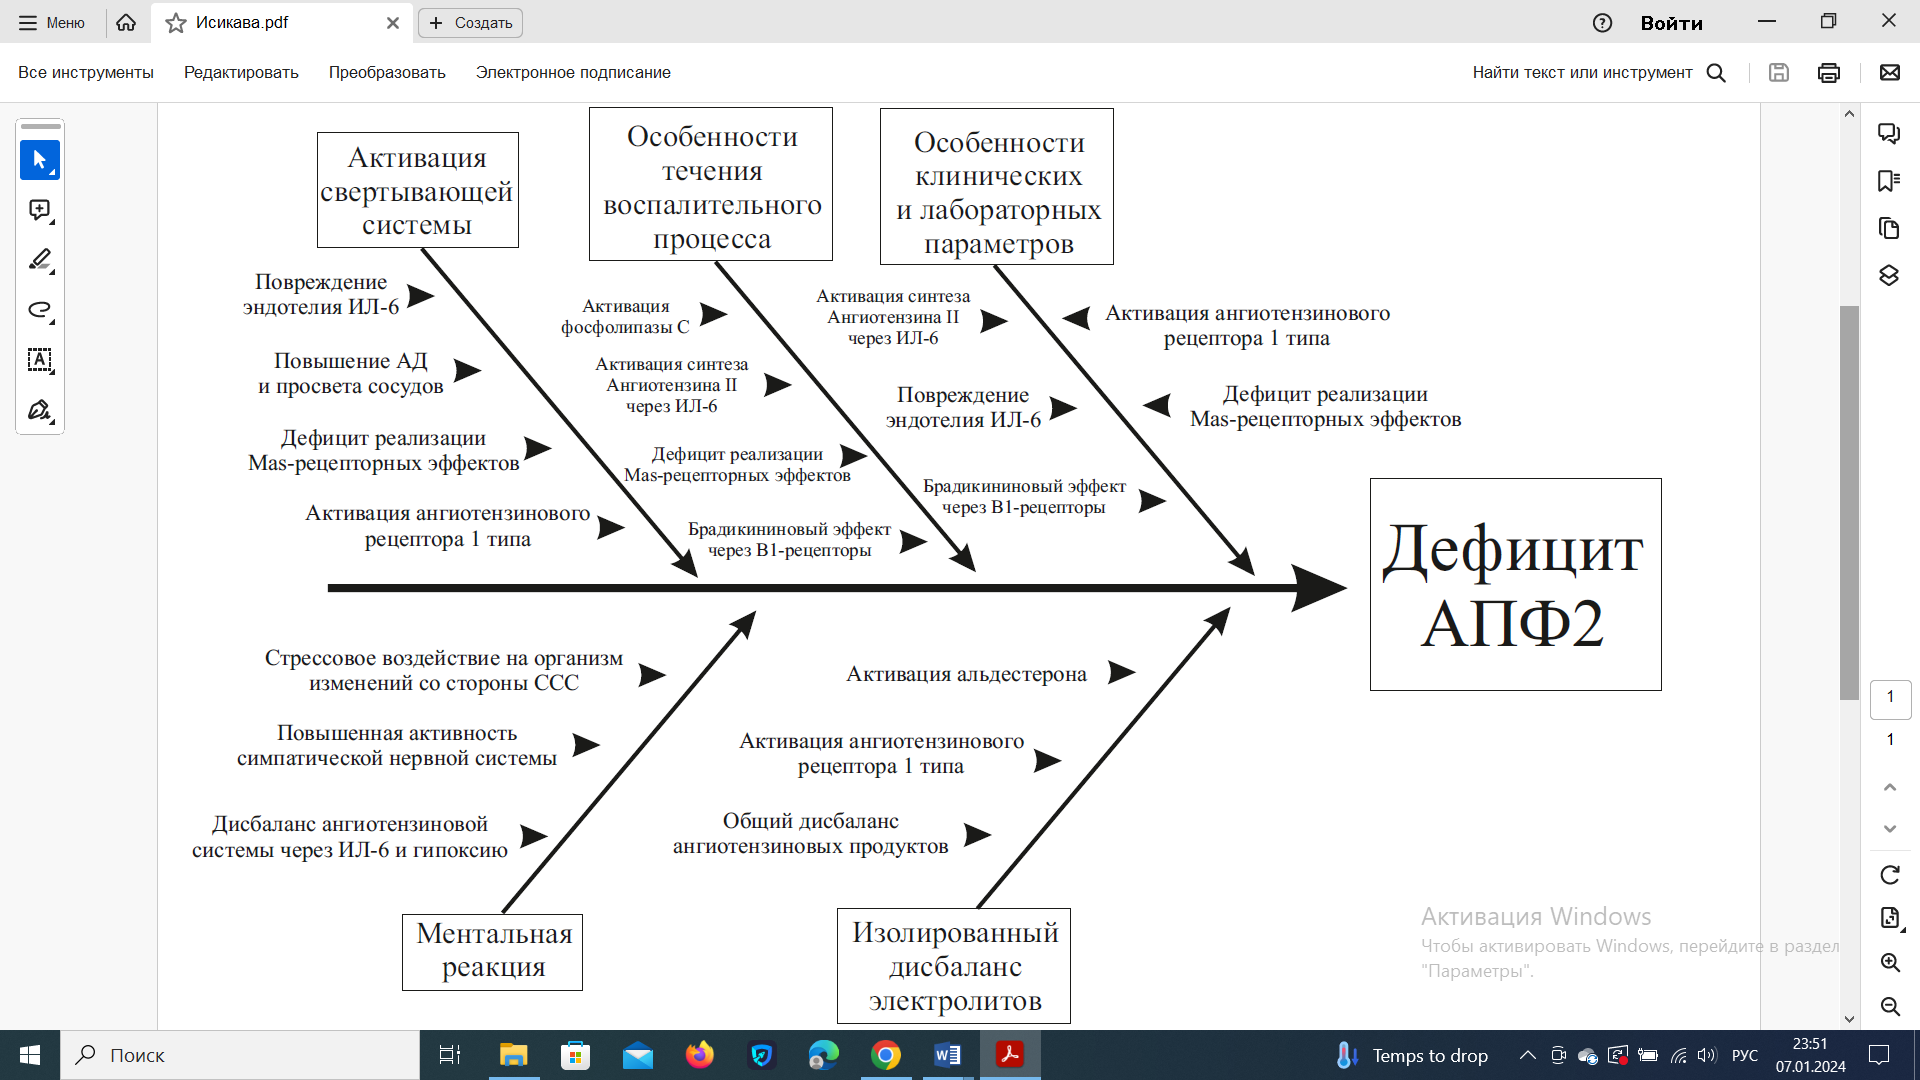 Меню
Исикава.pdf
Создать
Войти
Все инструменты
Редактировать
Преобразовать
Электронное подписание
Найти текст или инструмент
Активация
свертывающей
системы
Особенности
течения
воспалительного
процесса
Особенности
клинических
и лабораторных
параметров
Повреждение
эндотелия ИЛ-6
Повышение АД
и просвета сосудов
Дефицит реализации
Mas-рецепторных эффектов
Активация ангиотензинового
рецептора 1 типа
Активация
фосфолипазы С
Активация синтеза
Ангиотензина II
через ИЛ-6
Дефицит реализации
Mas-рецепторных эффектов
Брадикининовый эффект
через В1-рецепторы
Активация синтеза
Ангиотензина II
через ИЛ-6
Повреждение
эндотелия ИЛ-6
Брадикининовый эффект
через В1-рецепторы
Активация ангиотензинового
рецептора 1 типа
Дефицит реализации
Mas-рецепторных эффектов
Дефицит
АПФ2
Стрессовое воздействие на организм
изменений со стороны ССС
Повышенная активность
симпатической нервной системы
Дисбаланс ангиотензиновой
системы через ИЛ-6 и гипоксию
Активация альдестерона
Активация ангиотензинового
рецептора 1 типа
Общий дисбаланс
ангиотензиновых продуктов
Ментальная
реакция
Изолированный
дисбаланс
электролитов
1
1
Активация Windows
Чтобы активировать Windows, перейдите в раздел
"Параметры".
Поиск
Temps to drop
РУС
23:51
07.01.2024